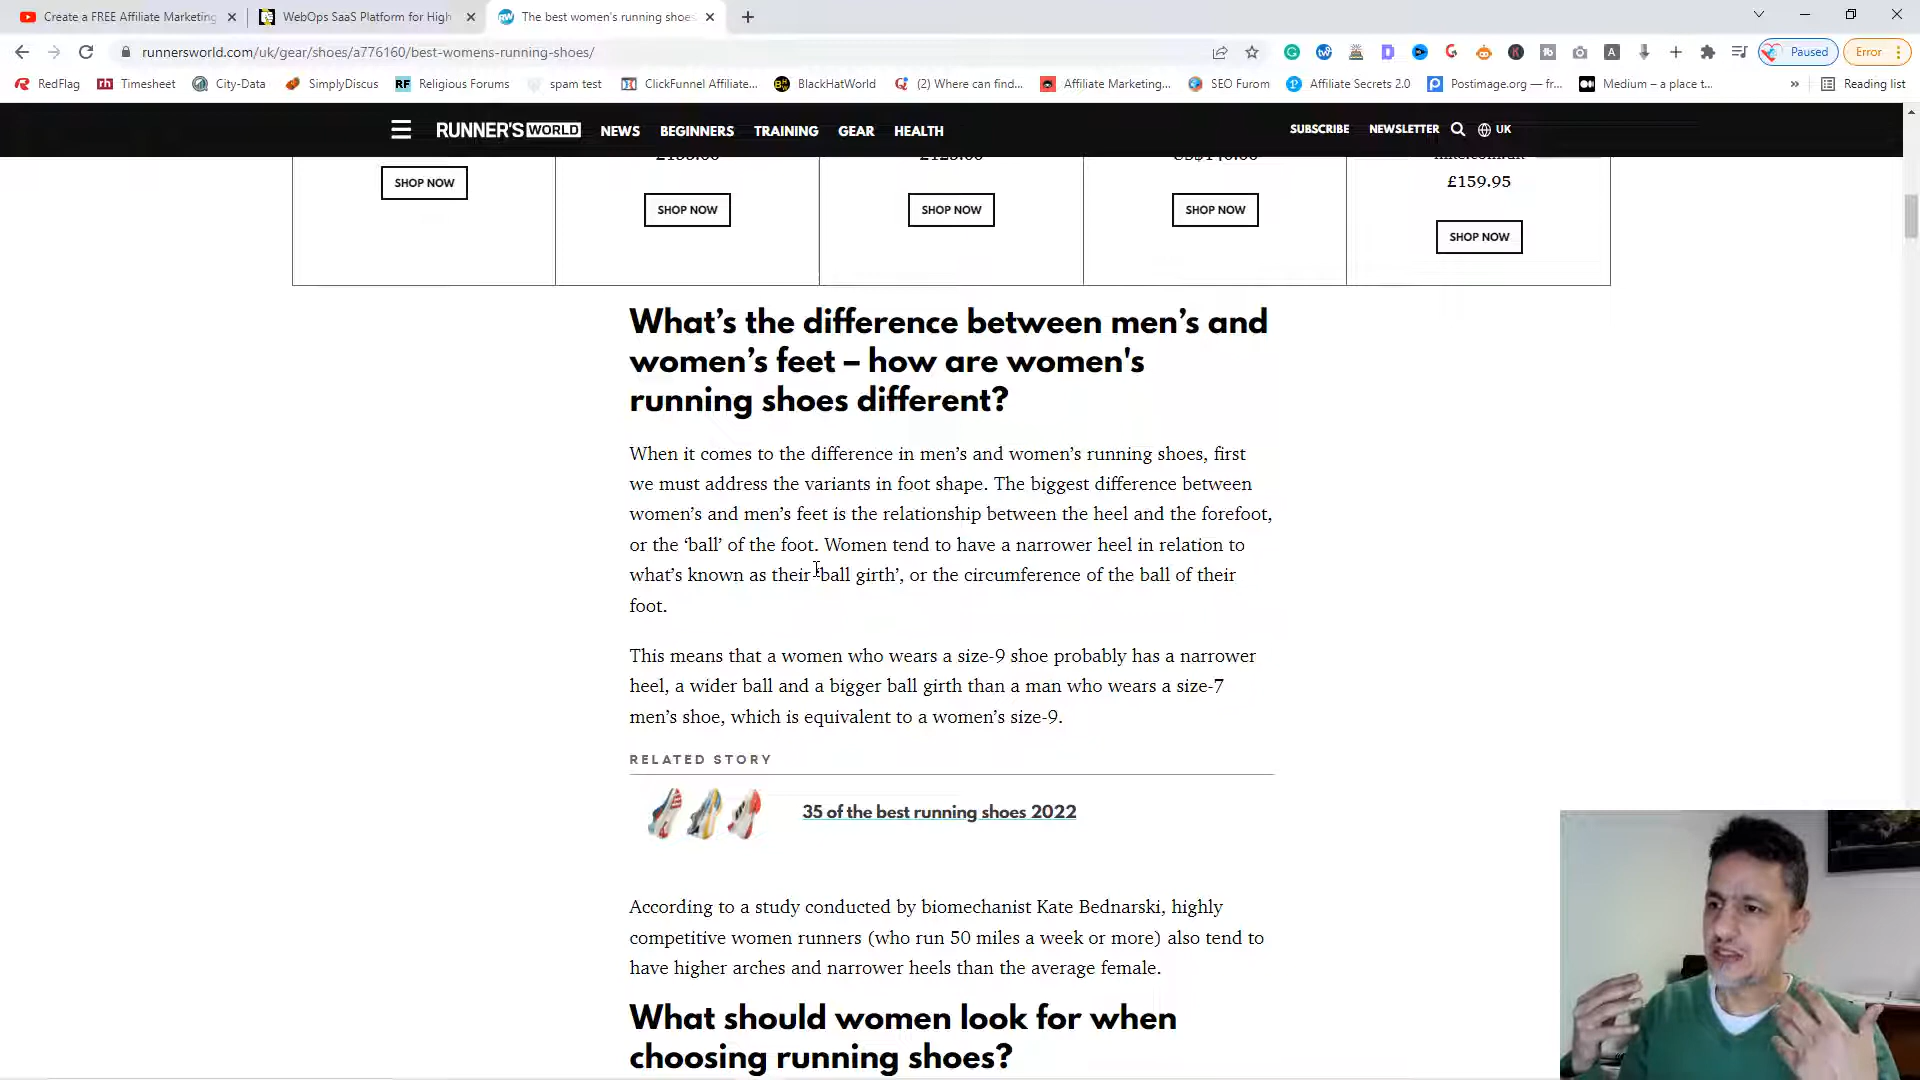 Create a FREE Affiliate Marketing
WebOps SaaS Platform for High
The best women's running shoes
runnersworld.com/uk/gear/shoes/a776160/best-womens-running-shoes/
Paused
Error
RedFlag
Timesheet
City-Data
SimplyDiscus
RF Religious Forums
spam test
ClickFunnel Affiliate...
BlackHatWorld
(2) Where can find...
Affiliate Marketing...
SEO Furom
Affiliate Secrets 2.0
Postimage.org — fr...
Medium – a place t...
»
Reading list
RUNNER'S WORLD
NEWS
BEGINNERS
TRAINING
GEAR
HEALTH
SUBSCRIBE
NEWSLETTER
UK
£159.95
SHOP NOW
SHOP NOW
SHOP NOW
SHOP NOW
SHOP NOW
What's the difference between men's and
women's feet – how are women's
running shoes different?
When it comes to the difference in men's and women's running shoes, first
we must address the variants in foot shape. The biggest difference between
women's and men's feet is the relationship between the heel and the forefoot,
or the 'ball' of the foot. Women tend to have a narrower heel in relation to
what's known as their 'ball girth', or the circumference of the ball of their
foot.
This means that a women who wears a size-9 shoe probably has a narrower
heel, a wider ball and a bigger ball girth than a man who wears a size-7
men's shoe, which is equivalent to a women's size-9.
RELATED STORY
35 of the best running shoes 2022
According to a study conducted by biomechanist Kate Bednarski, highly
competitive women runners (who run 50 miles a week or more) also tend to
have higher arches and narrower heels than the average female.
What should women look for when
choosing running shoes?